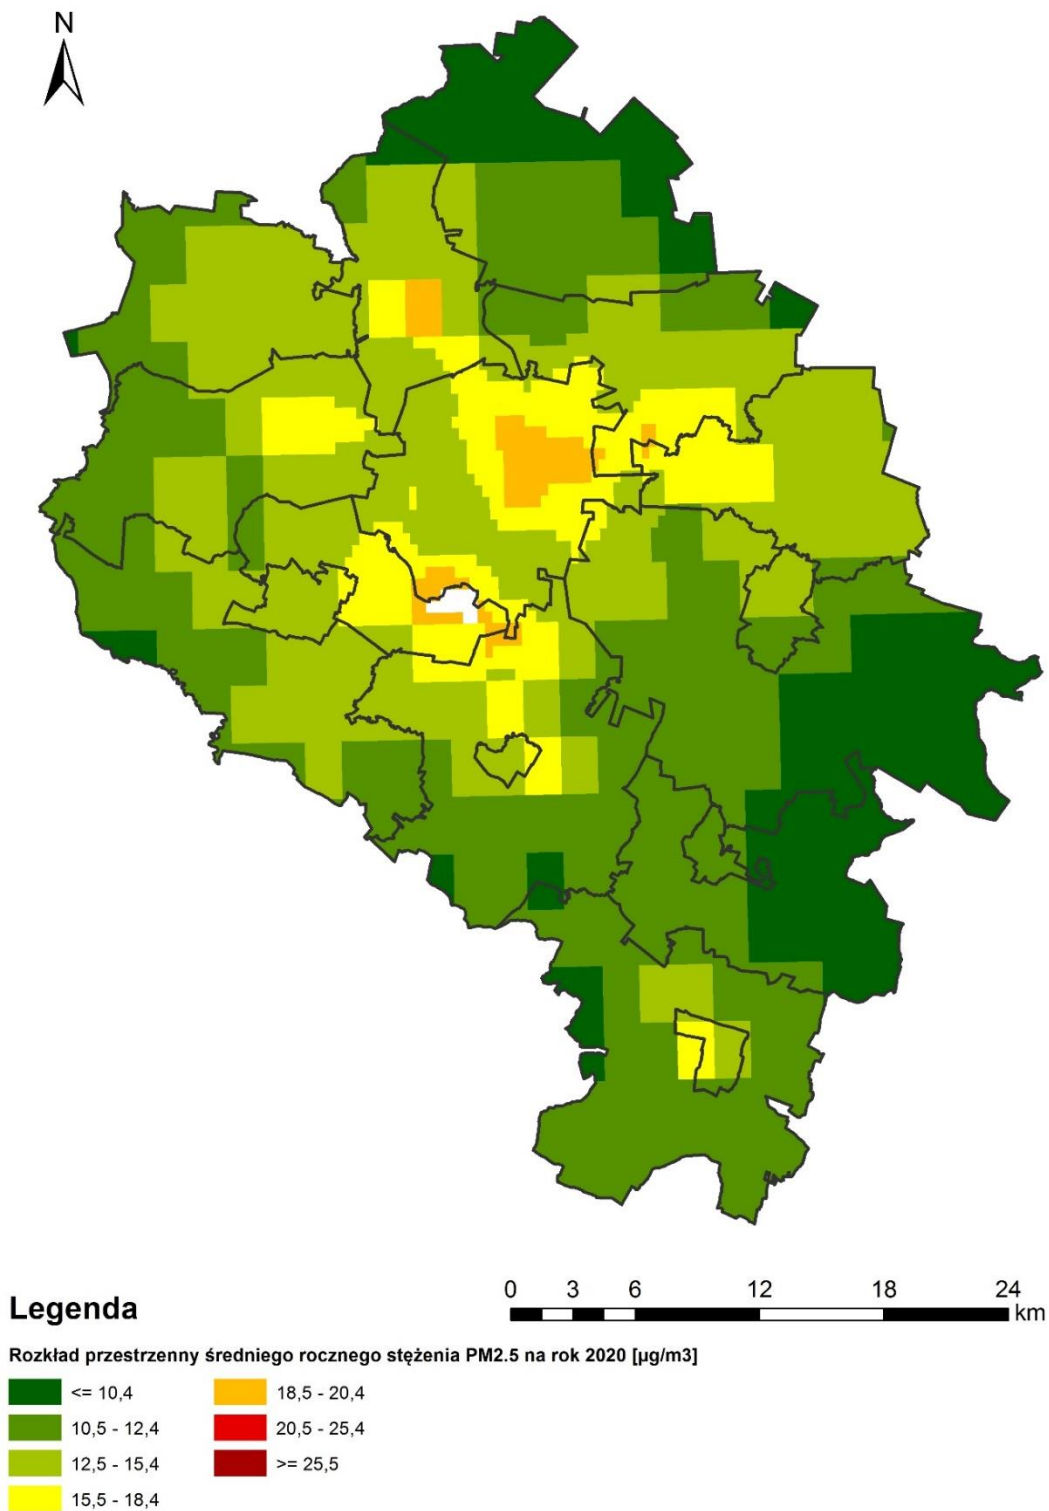 N
0 3 6 12 18 24
km
Legenda
Rozkład przestrzenny średniego rocznego stężenia PM2.5 na rok 2020 [µg/m3]
<= 10,4
10,5 - 12,4
12,5 - 15,4
15,5 - 18,4
18,5 - 20,4
20,5 - 25,4
>= 25,5